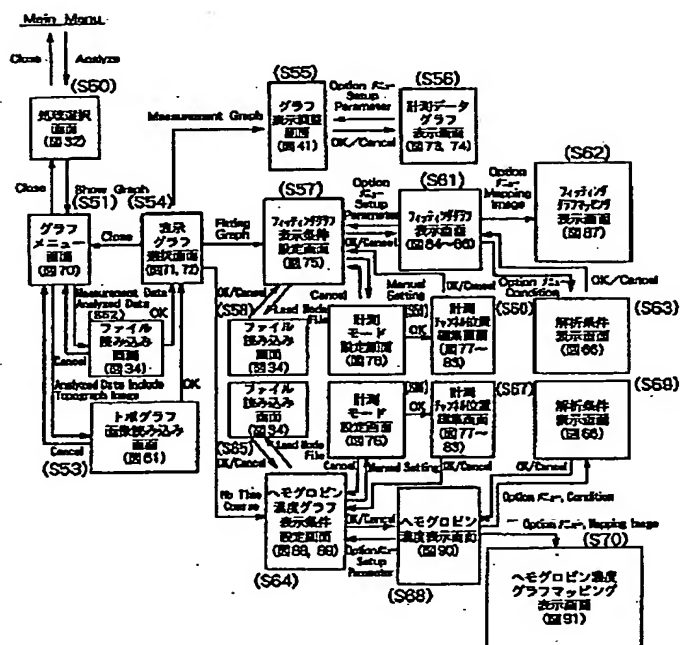 Main Menu
Close
Analyze
(S60)
処理選択
画面
(図32)
Close
Show Graph
(S51)
(S54)
グラフ
メニュー
画面
(図70)
Close
表示
グラフ
選択画面
(図71, 72)
Measurement Data
Analyzed Data
(S52)
OK
ファイル
読み込み
画面
(図34)
Cancel
Analyzed Data Include
Topograph Image
OK
トポグラフ
画像読み込み
画面
(図61)
Cancel
(S53)
Measurement Graph
(S55)
グラフ
表示調整
画面
(図41)
Option メニュー
Setup
Parameter
OK/Cancel
(S56)
計測データ
グラフ
表示画面
(図73, 74)
Fitting
Graph
(S57)
フィッティンググラフ
表示条件
設定画面
(図75)
Option
メニュー
Setup
Parameter
OK/Cancel
(S61)
フィッティンググラフ
表示画面
(図84~86)
Option
メニュー
Mapping
Image
(S62)
フィッティング
グラフマッピング
表示画面
(図87)
OK/Cancel
(S58)
Load Node
File
ファイル
読み込み
画面
(図34)
Cancel
Manual
Setting
計測
モード
設定画面
(図76)
OK
OK/Cancel
(S60)
計測
チャンネル位置
編集画面
(図77~
83)
Option メニュー
Condition
OK/Cancel
(S63)
解析条件
表示画面
(図66)
ファイル
読み込み
画面
(図34)
(S65)
OK/Cancel
Load Node
File
計測
モード
設定画面
(図76)
OK
(S67)
計測
チャンネル位置
編集画面
(図77~
83)
Cancel
Manual Setting
OK/Cancel
(S69)
解析条件
表示画面
(図66)
OK/Cancel
Option メニュー, Condition
Hb Time
Course
ヘモグロビン
濃度グラフ
表示条件
設定画面
(図88, 89)
(S64)
OK/Cancel
Option メニュー
Setup
Parameter
ヘモグロビン
濃度表示画面
(図90)
(S68)
Option メニュー, Mapping Image
(S70)
ヘモグロビン濃度
グラフマッピング
表示画面
(図91)